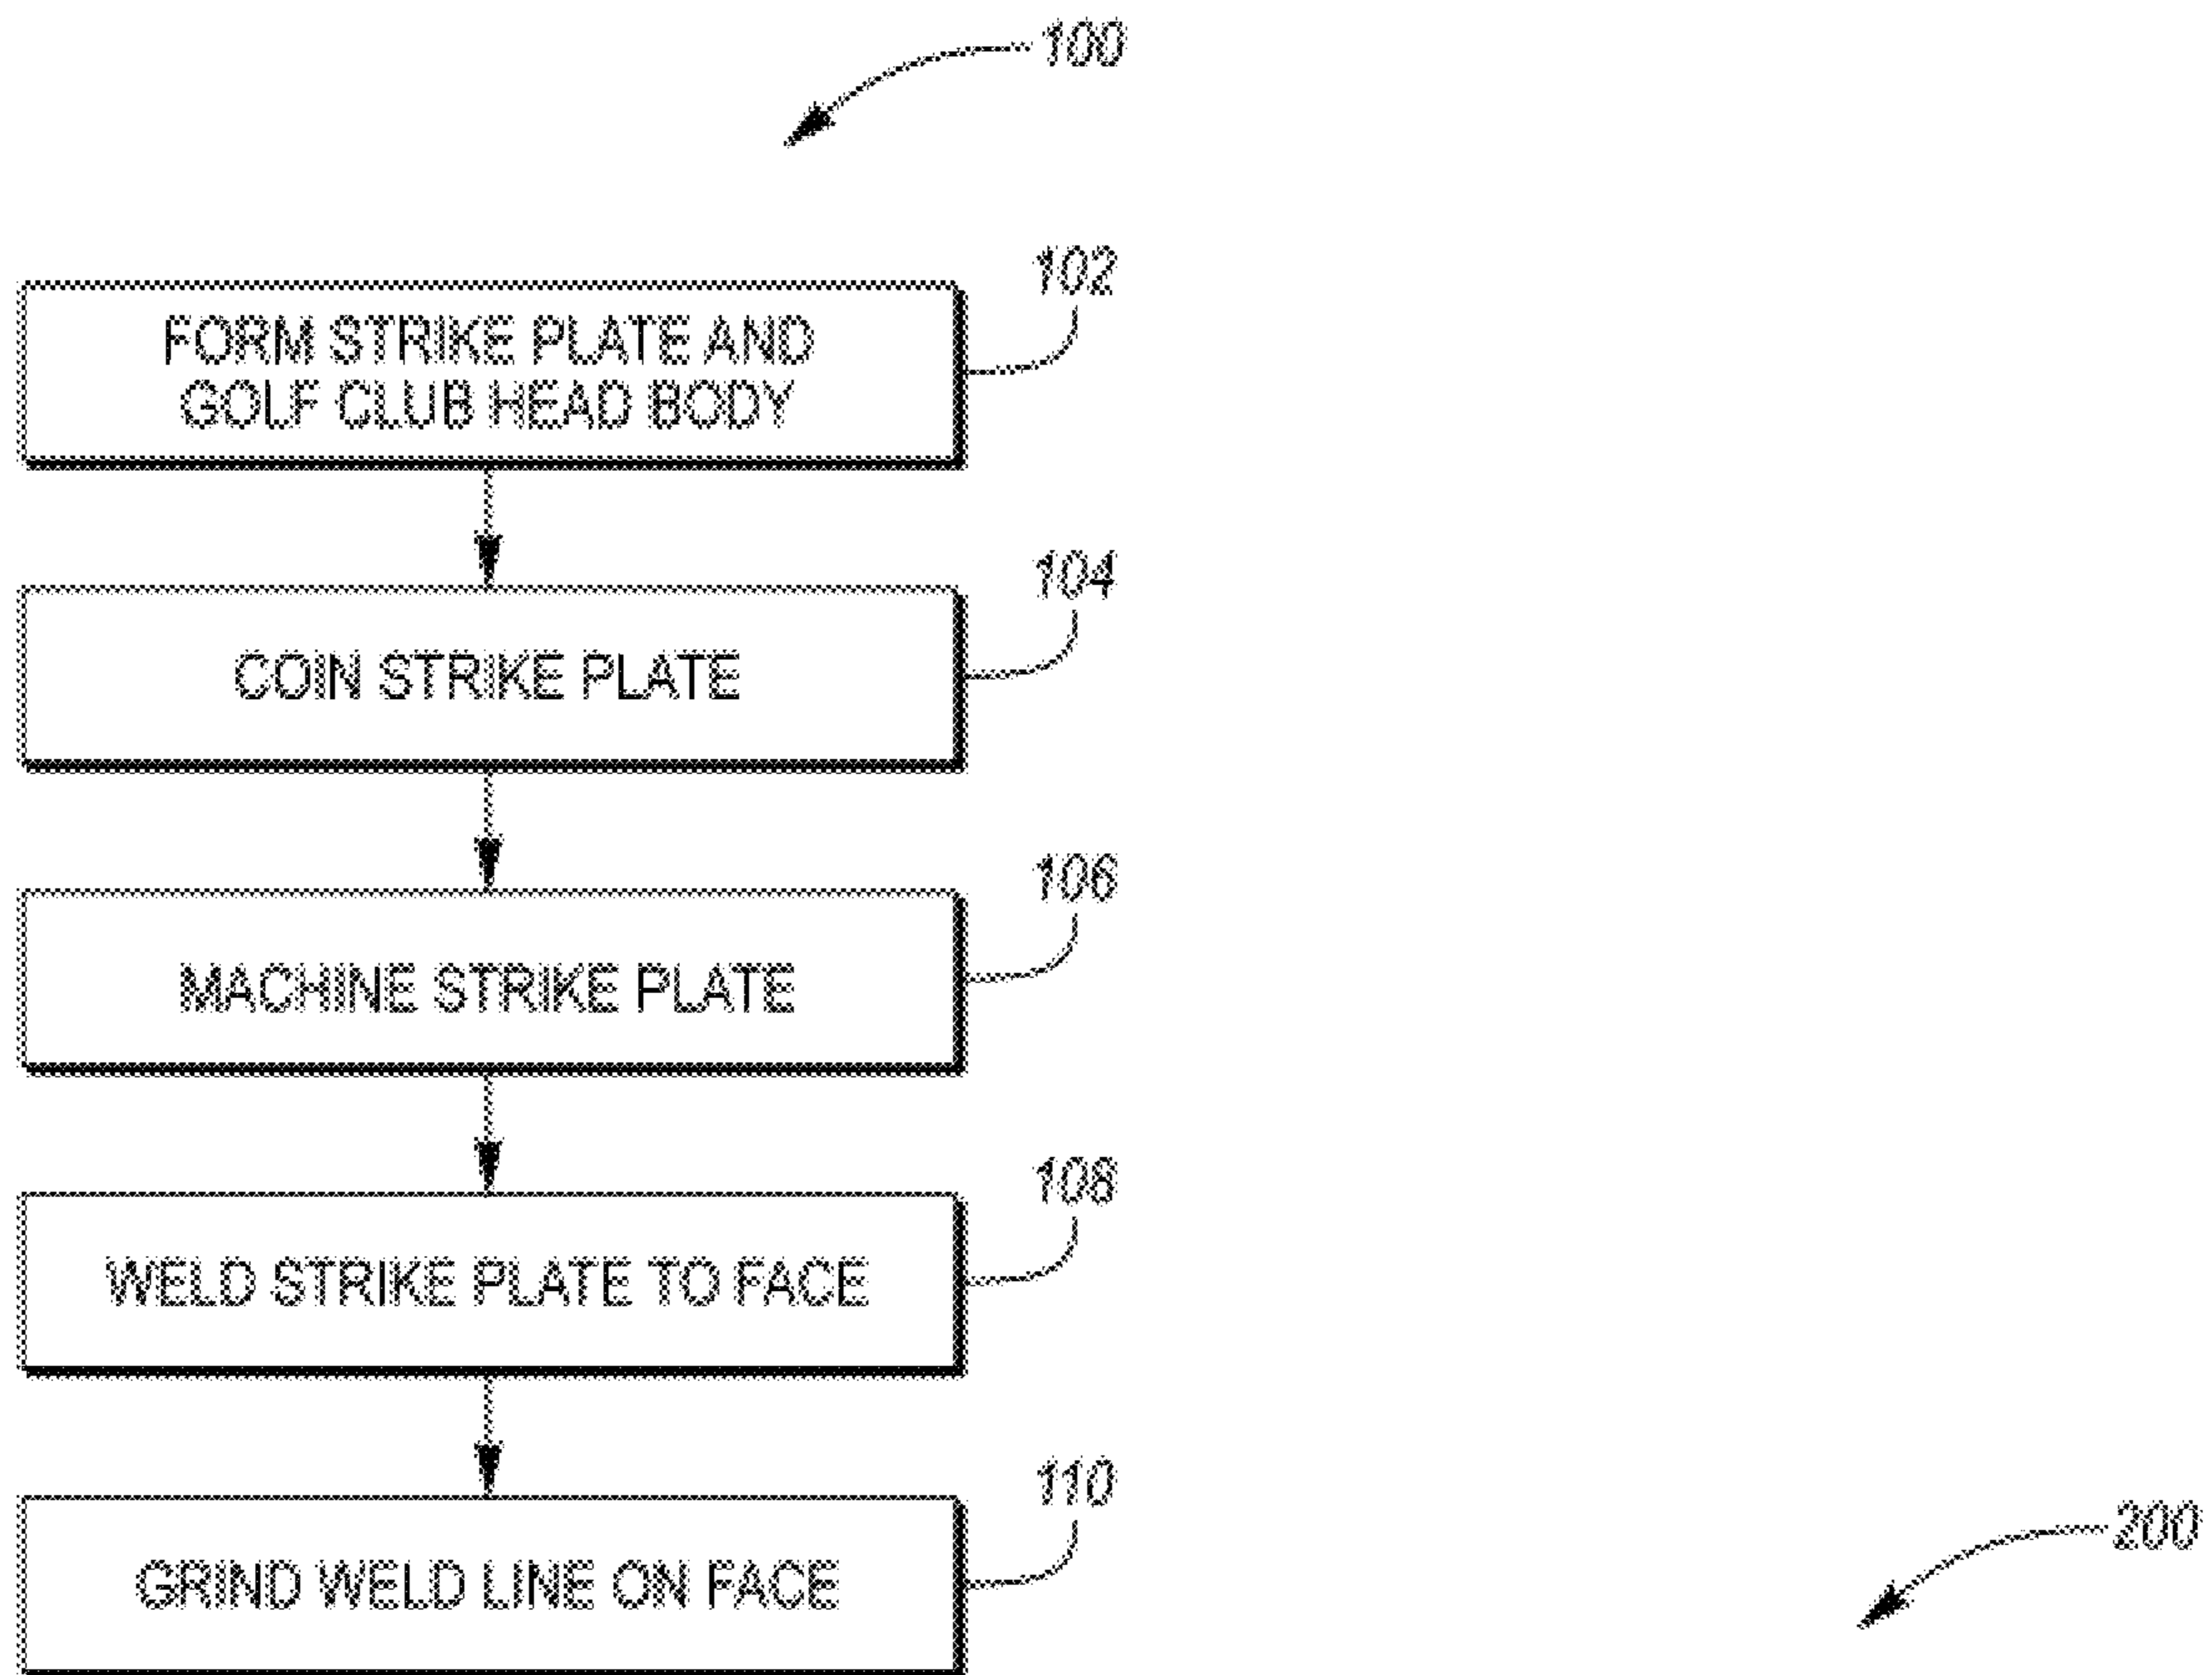 100
102
FORM STRIKE PLATE AND
GOLF CLUB HEAD BODY
104
COIN STRIKE PLATE
106
MACHINE STRIKE PLATE
108
WELD STRIKE PLATE TO FACE
110
GRIND WELD LINE ON FACE
200